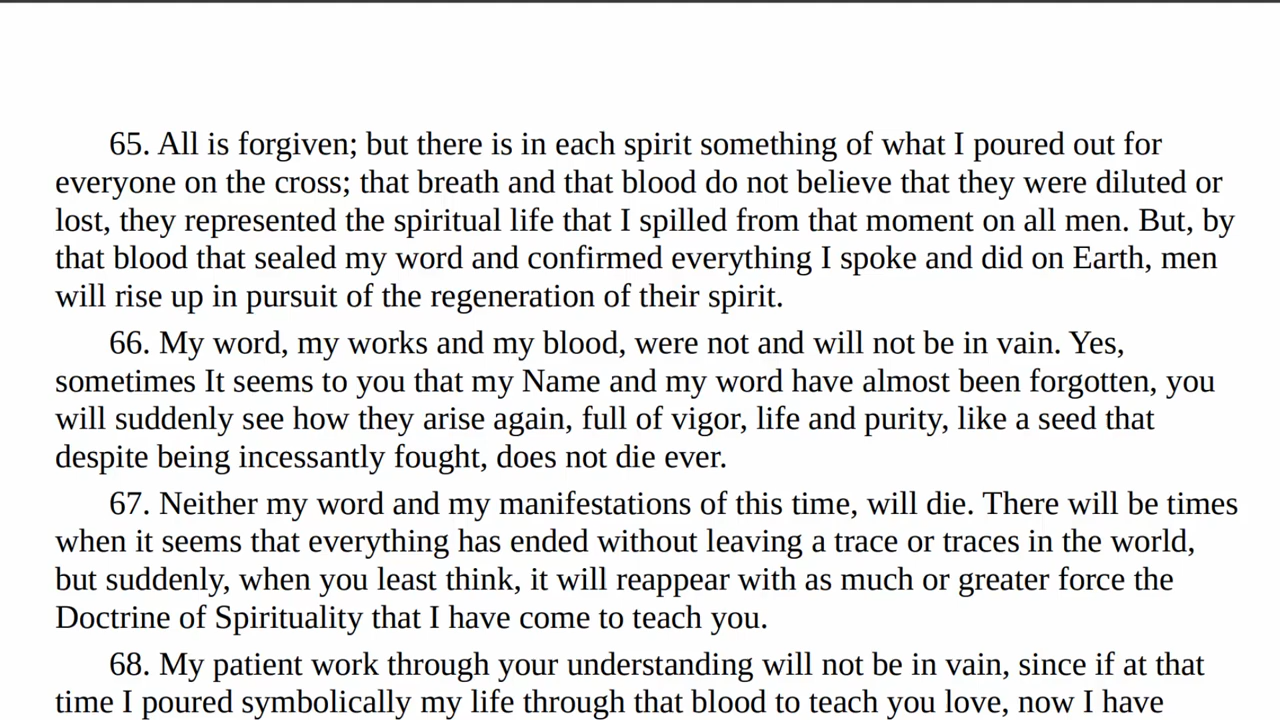 65. All is forgiven; but there is in each spirit something of what I poured out for
everyone on the cross; that breath and that blood do not believe that they were diluted or
lost, they represented the spiritual life that I spilled from that moment on all men. But, by
that blood that sealed my word and confirmed everything I spoke and did on Earth, men
will rise up in pursuit of the regeneration of their spirit.
66. My word, my works and my blood, were not and will not be in vain. Yes,
sometimes It seems to you that my Name and my word have almost been forgotten, you
will suddenly see how they arise again, full of vigor, life and purity, like a seed that
despite being incessantly fought, does not die ever.
67. Neither my word and my manifestations of this time, will die. There will be times
when it seems that everything has ended without leaving a trace or traces in the world,
but suddenly, when you least think, it will reappear with as much or greater force the
Doctrine of Spirituality that I have come to teach you.
68. My patient work through your understanding will not be in vain, since if at that
time I poured symbolically my life through that blood to teach you love, now I have